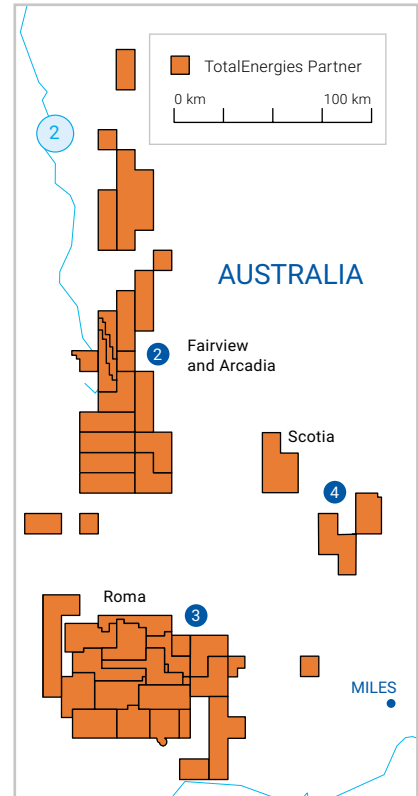 TotalEnergies Partner
0 km 100 km
2
AUSTRALIA
2
Fairview
and Arcadia
Scotia
4
Roma
3
MILES